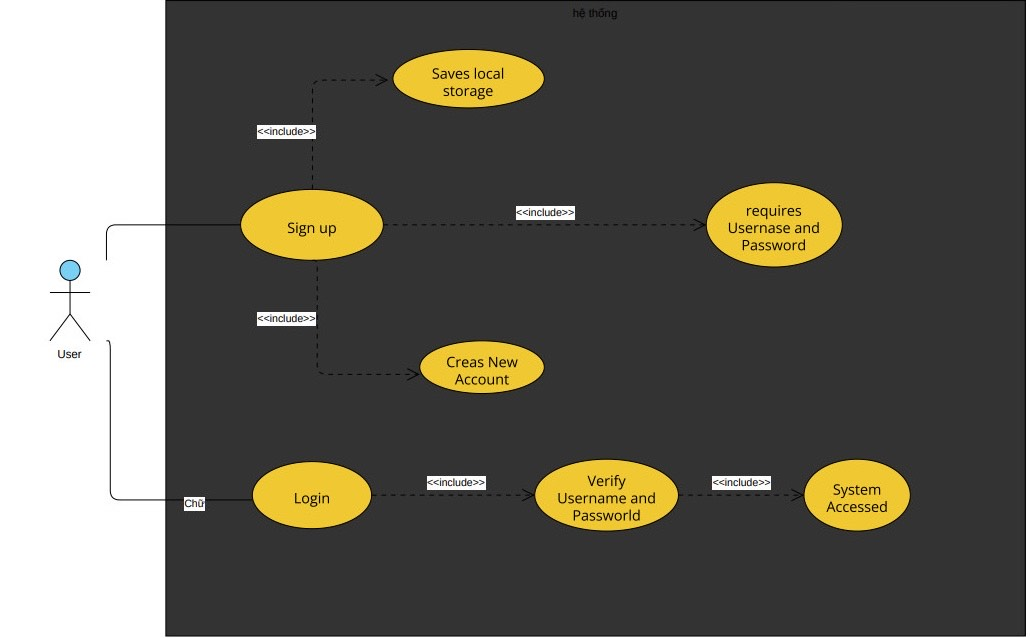 hệ thống
Saves local
storage
<<include>>
Sign up
<<include>>
requires
Usernase and
Password
<<include>>
User
Creas New
Account
Login
Chữ
<<include>>
Verify
Username and
Passworld
<<include>>
System
Accessed